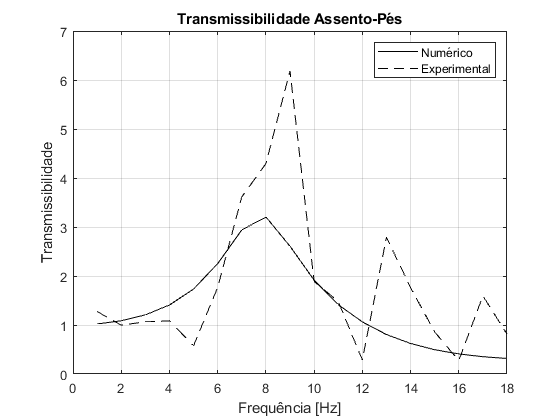 Transmissibilidade Assento-Pés
Numérico
Experimental
Transmissibilidade
7
6
5
4
3
2
1
0
0 2 4 6 8 10 12 14 16 18
Frequência [Hz]